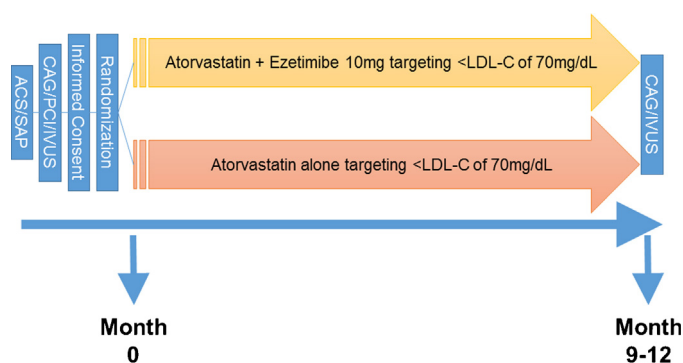 ACS/SAP
CAG/PCI/IVUS
Informed Consent
Randomization
Atorvastatin + Ezetimibe 10mg targeting <LDL-C of 70mg/dL
Atorvastatin alone targeting <LDL-C of 70mg/dL
CAG/IVUS
Month
0
Month
9-12